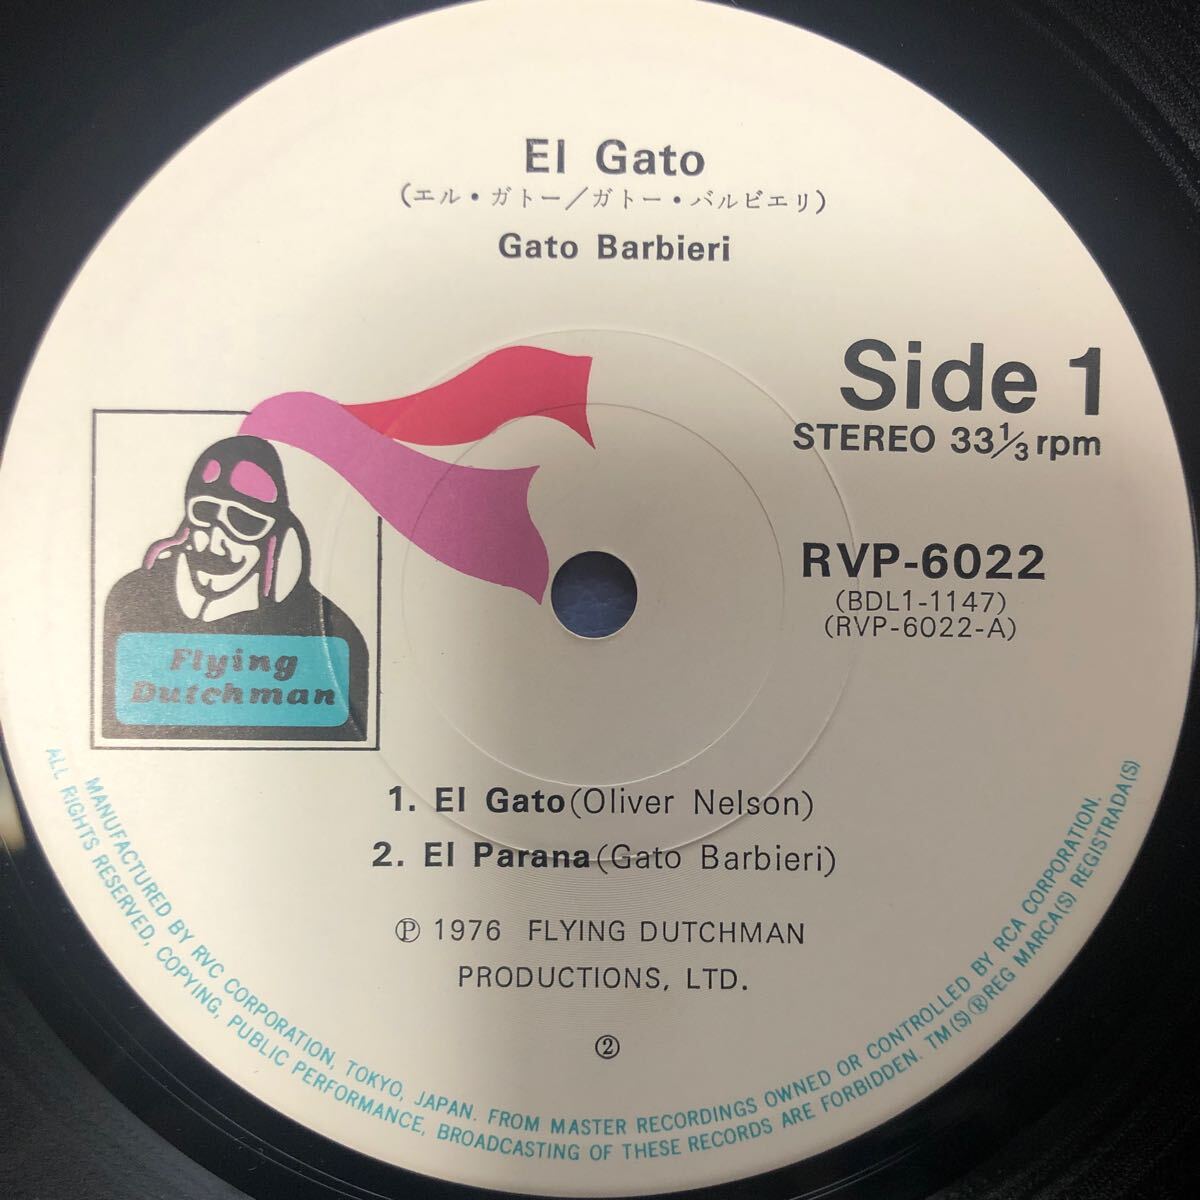 El Gato
(エル・ガトー/ガトー・バルビエリ)
Gato Barbieri
Side 1
STEREO 33⅓ rpm
RVP-6022
(BDL1-1147)
(RVP-6022-A)
Flying
Dutchman
1. El Gato (Oliver Nelson)
2. El Parana (Gato Barbieri)
Ⓟ 1976 FLYING DUTCHMAN
PRODUCTIONS, LTD.
②
MANUFACTURED BY RVC CORPORATION, TOKYO, JAPAN. FROM MASTER RECORDINGS OWNED OR CONTROLLED BY RCA CORPORATION.
ALL RIGHTS RESERVED, COPYING, PUBLIC PERFORMANCE, BROADCASTING OF THESE RECORDS ARE FORBIDDEN. TM(S)®REG MARCA(S) REGISTRADA(S)